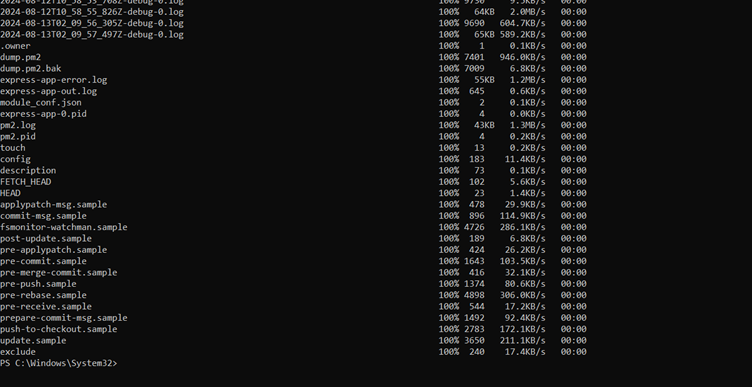 2024-08-12T10_58_53_708Z-debug-0.log 100% 9730 9.5KB/s 00:00
2024-08-12T10_58_55_826Z-debug-0.log 100% 64KB 2.0MB/s 00:00
2024-08-13T02_09_56_305Z-debug-0.log 100% 9690 604.7KB/s 00:00
2024-08-13T02_09_57_497Z-debug-0.log 100% 65KB 589.2KB/s 00:00
.owner 100% 1 0.1KB/s 00:00
dump.pm2 100% 7401 946.0KB/s 00:00
dump.pm2.bak 100% 7009 6.8KB/s 00:00
express-app-error.log 100% 55KB 1.2MB/s 00:00
express-app-out.log 100% 645 0.6KB/s 00:00
module_conf.json 100% 2 0.1KB/s 00:00
express-app-0.pid 100% 4 0.0KB/s 00:00
pm2.log 100% 43KB 1.3MB/s 00:00
pm2.pid 100% 4 0.2KB/s 00:00
touch 100% 13 0.2KB/s 00:00
config 100% 183 11.4KB/s 00:00
description 100% 73 0.1KB/s 00:00
FETCH_HEAD 100% 102 5.6KB/s 00:00
HEAD 100% 23 1.4KB/s 00:00
applypatch-msg.sample 100% 478 29.9KB/s 00:00
commit-msg.sample 100% 896 114.9KB/s 00:00
fsmonitor-watchman.sample 100% 4726 286.1KB/s 00:00
post-update.sample 100% 189 6.8KB/s 00:00
pre-applypatch.sample 100% 424 26.2KB/s 00:00
pre-commit.sample 100% 1643 103.5KB/s 00:00
pre-merge-commit.sample 100% 416 32.1KB/s 00:00
pre-push.sample 100% 1374 80.6KB/s 00:00
pre-rebase.sample 100% 4898 306.0KB/s 00:00
pre-receive.sample 100% 544 17.2KB/s 00:00
prepare-commit-msg.sample 100% 1492 92.4KB/s 00:00
push-to-checkout.sample 100% 2783 172.1KB/s 00:00
update.sample 100% 3650 211.1KB/s 00:00
exclude 100% 240 17.4KB/s 00:00
PS C:\Windows\System32>